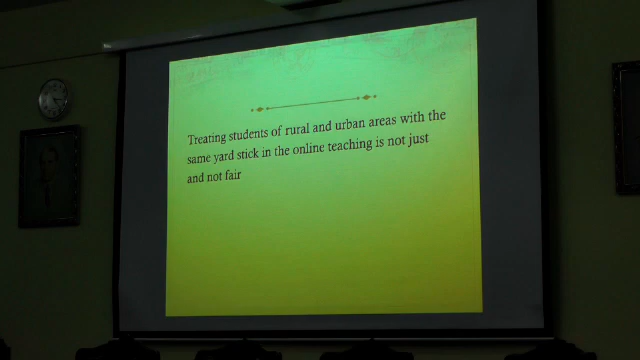 Treating students of rural and urban areas with the
same yard stick in the online teaching is not just
and not fair